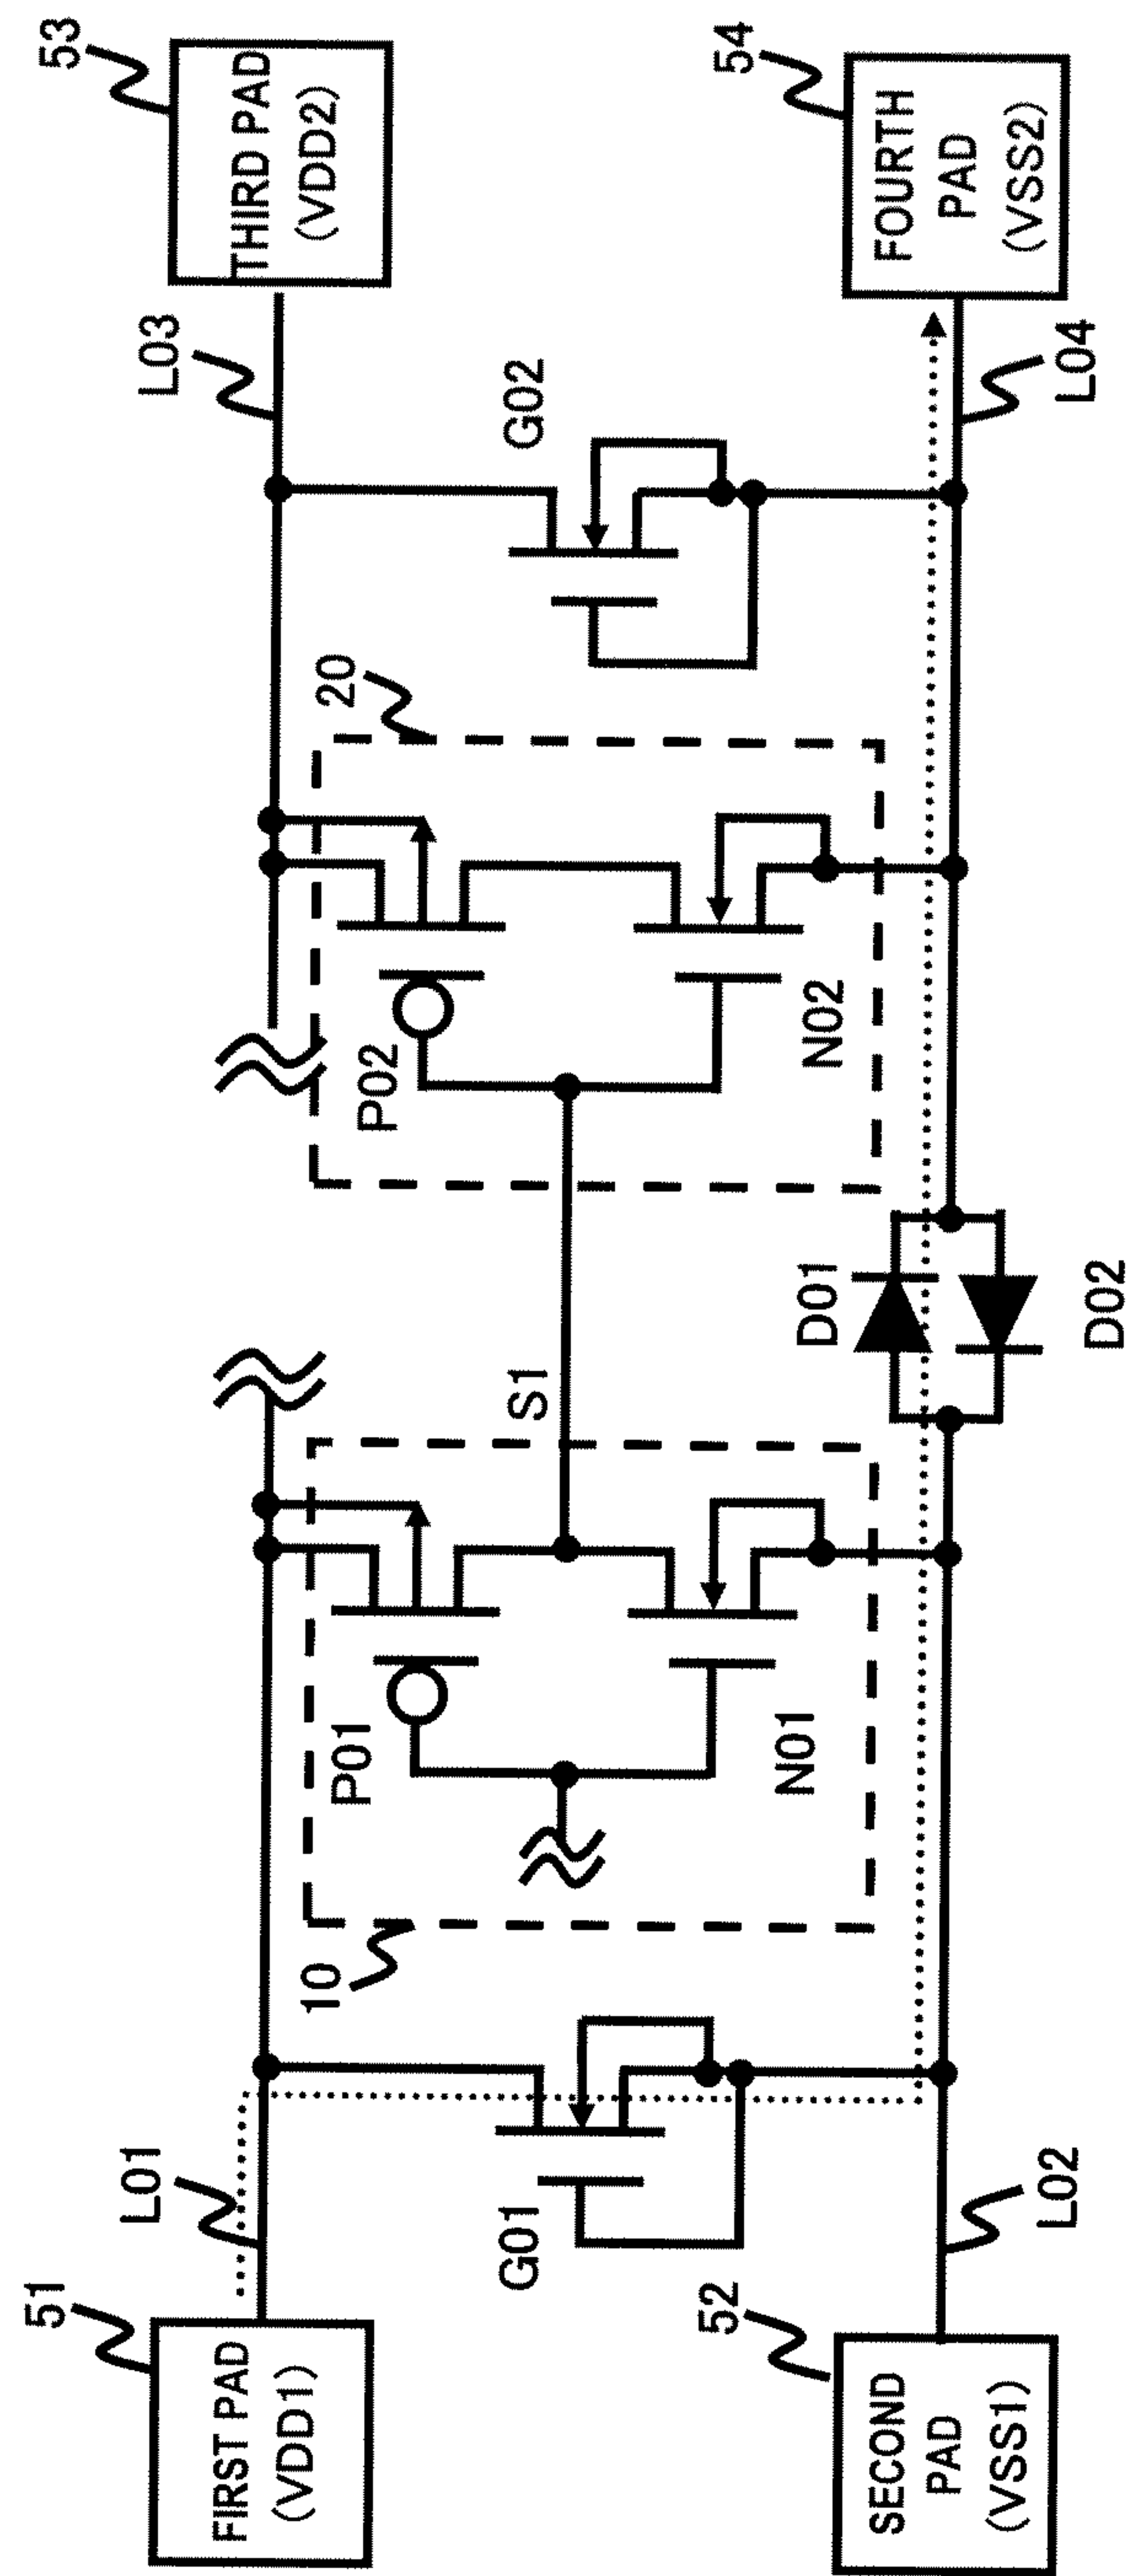 51
FIRST PAD
(VDD1)
L01
G01
10
P01
N01
S1
20
P02
N02
G02
L03
53
THIRD PAD
(VDD2)
52
SECOND
PAD
(VSS1)
L02
D01
D02
L04
54
FOURTH
PAD
(VSS2)